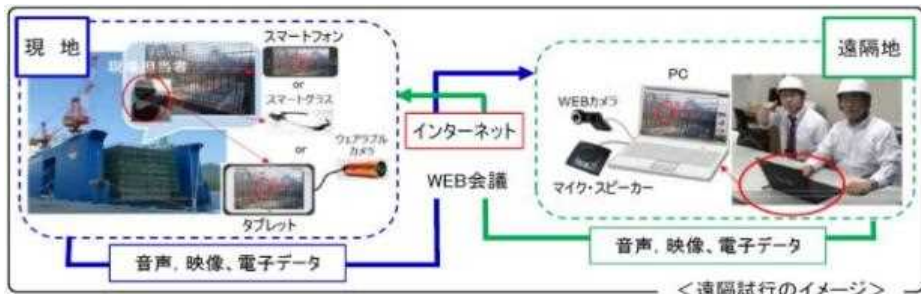 現 地
スマートフォン
or
スマートグラス
or
ウェアラブル
カメラ
タブレット
音声，映像、電子データ
インターネット
WEB会議
遠隔地
PC
WEBカメラ
マイク・スピーカー
音声，映像、電子データ
＜遠隔試行のイメージ＞